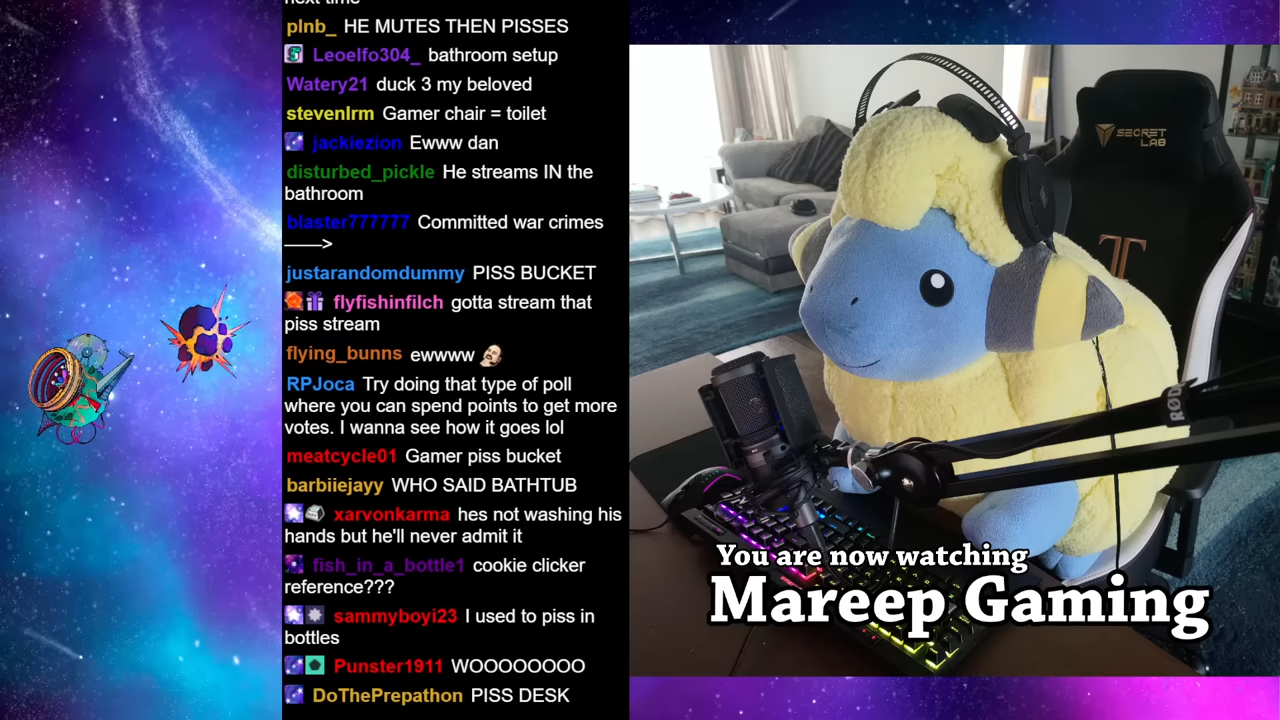 next time
plnb_ HE MUTES THEN PISSES
Leoelfo304_ bathroom setup
Watery21 duck 3 my beloved
stevenlrm Gamer chair = toilet
jackiezion Ewww dan
disturbed_pickle He streams IN the
bathroom
blaster777777 Committed war crimes
——>
justarandomdummy PISS BUCKET
flyfishinfilch gotta stream that
piss stream
flying_bunns ewwww
RPJoca Try doing that type of poll
where you can spend points to get more
votes. I wanna see how it goes lol
meatcycle01 Gamer piss bucket
barbiiejayy WHO SAID BATHTUB
xarvonkarma hes not washing his
hands but he'll never admit it
fish_in_a_bottle1 cookie clicker
reference???
sammyboyi23 I used to piss in
bottles
Punster1911 WOOOOOOOO
DoThePrepathon PISS DESK
SECRET
LAB
RØDE
You are now watching
Mareep Gaming